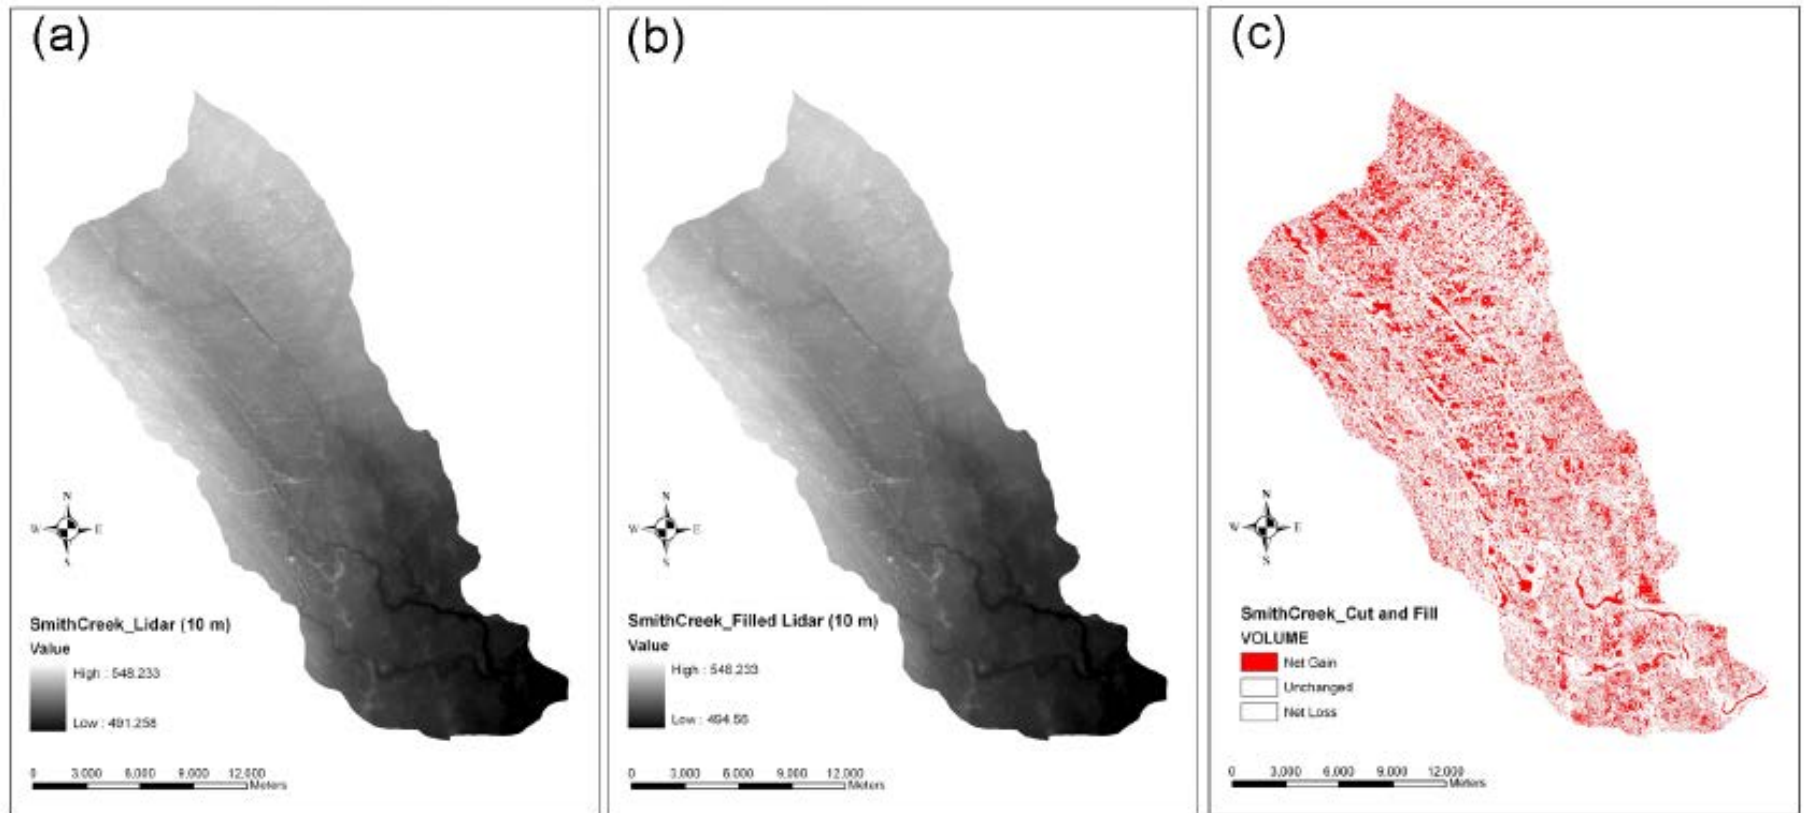 (a)
N
W E
S
SmithCreek_Lidar (10 m)
Value
High : 548.233
Low : 491.258
0 3,000 6,000 9,000 12,000
Meters
(b)
N
W E
S
SmithCreek_Filled Lidar (10 m)
Value
High : 548.233
Low : 494.56
0 3,000 6,000 9,000 12,000
Meters
(c)
N
W E
S
SmithCreek_Cut and Fill
VOLUME
Net Gain
Unchanged
Net Loss
0 3,000 6,000 9,000 12,000
Meters